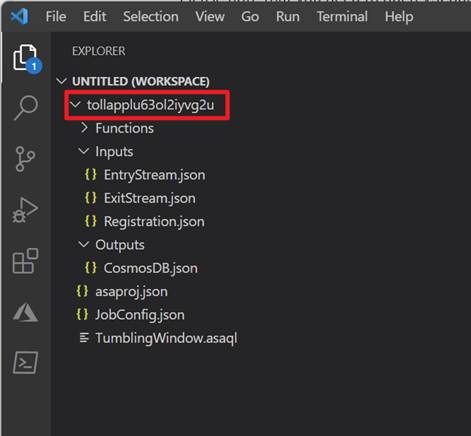 File Edit Selection View Go Run Terminal Help
EXPLORER
1
UNTITLED (WORKSPACE)
tollapplu63ol2iyvg2u
Functions
Inputs
{} EntryStream.json
{} ExitStream.json
{} Registration.json
Outputs
{} CosmosDB.json
{} asaproj.json
{} JobConfig.json
TumblingWindow.asaql